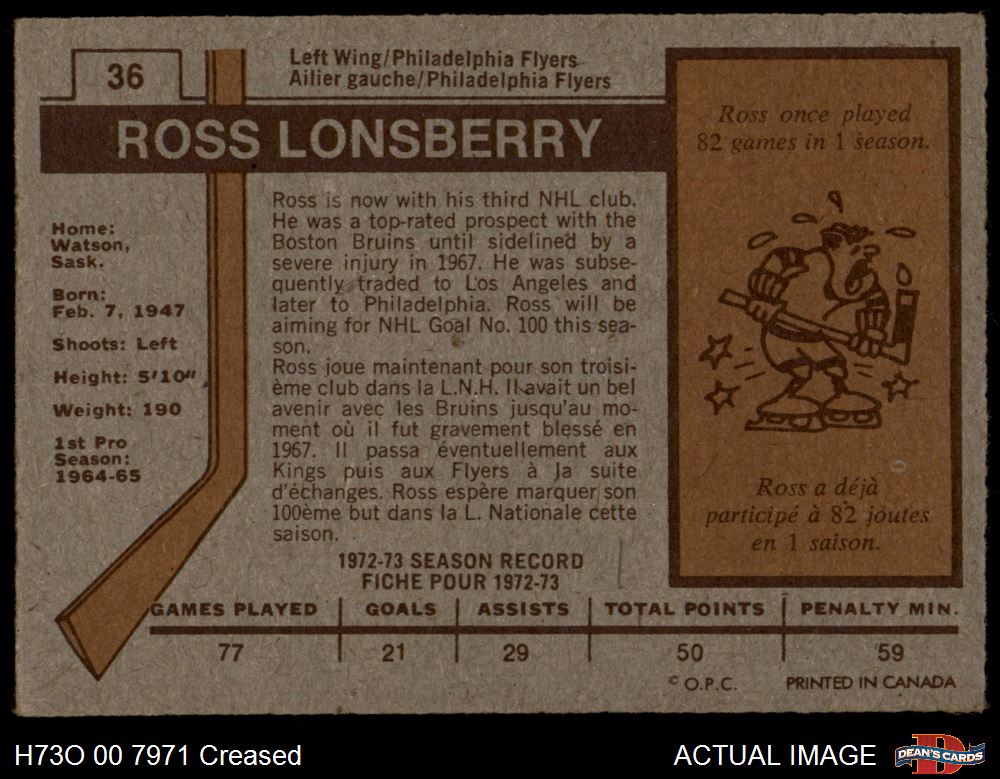 36
Left Wing/Philadelphia Flyers
Ailier gauche/Philadelphia Flyers
ROSS LONSBERRY
Home:
Watson,
Sask.
Born:
Feb. 7, 1947
Shoots: Left
Height: 5'10"
Weight: 190
1st Pro
Season:
1964-65
Ross is now with his third NHL club.
He was a top-rated prospect with the
Boston Bruins until sidelined by a
severe injury in 1967. He was subse-
quently traded to Los Angeles and
later to Philadelphia. Ross will be
aiming for NHL Goal No. 100 this sea-
son.
Ross joue maintenant pour son troisi-
ème club dans la L.N.H. Il avait un bel
avenir avec les Bruins jusqu'au mo-
ment où il fut gravement blessé en
1967. Il passa éventuellement aux
Kings puis aux Flyers à la suite
d'échanges. Ross espère marquer son
100ème but dans la L. Nationale cette
saison.
Ross once played
82 games in 1 season.
Ross a déjà
participé à 82 joutes
en 1 saison.
1972-73 SEASON RECORD
FICHE POUR 1972-73
GAMES PLAYED GOALS ASSISTS TOTAL POINTS PENALTY MIN.
77 21 29 50 59
© O.P.C. PRINTED IN CANADA
H73O 00 7971 Creased
ACTUAL IMAGE
DEAN'S CARDS